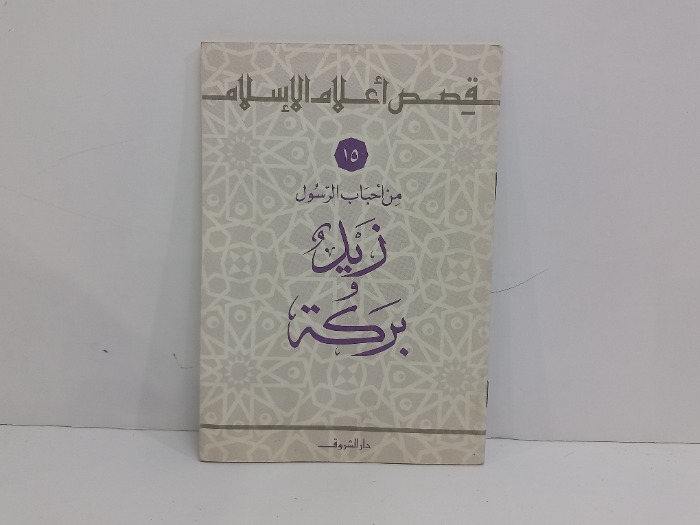 قصص أعلام الإسلام
١٥
من أحباب الرسول
زيد
و
بركة
دار الشروق